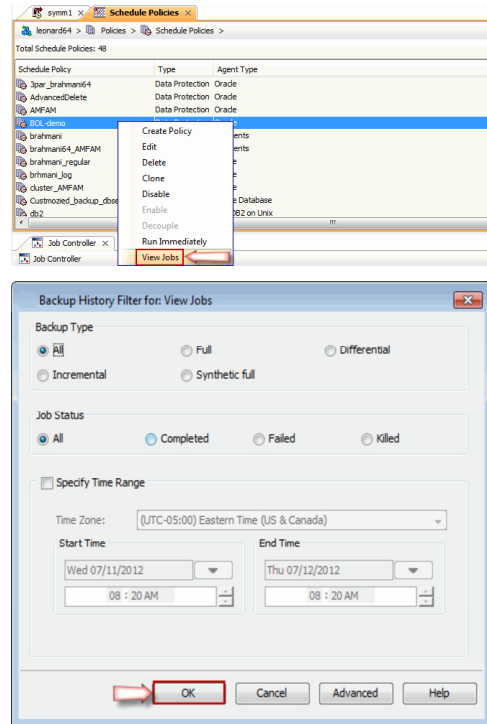 symm1 × Schedule Policies ×
leonard64 > Policies > Schedule Policies >
Total Schedule Policies: 48
Schedule Policy Type Agent Type
3par_brahmani64 Data Protection Oracle
AdvancedDelete Data Protection Oracle
AMFAM Data Protection Oracle
BOL-demo
brahmani ents
brahmani64_AMFAM ents
brahmani_regular
brhmani_log
cluster_AMFAM
Custmozied_backup_dbse e Database
db2 DB2 on Unix
Create Policy
Edit
Delete
Clone
Disable
Enable
Decouple
Run Immediately
View Jobs
Job Controller ×
Job Controller
Backup History Filter for: View Jobs
Backup Type
All Full Differential
Incremental Synthetic full
Job Status
All Completed Failed Killed
Specify Time Range
Time Zone: (UTC-05:00) Eastern Time (US & Canada)
Start Time End Time
Wed 07/11/2012 Thu 07/12/2012
08 : 20 AM 08 : 20 AM
OK Cancel Advanced Help